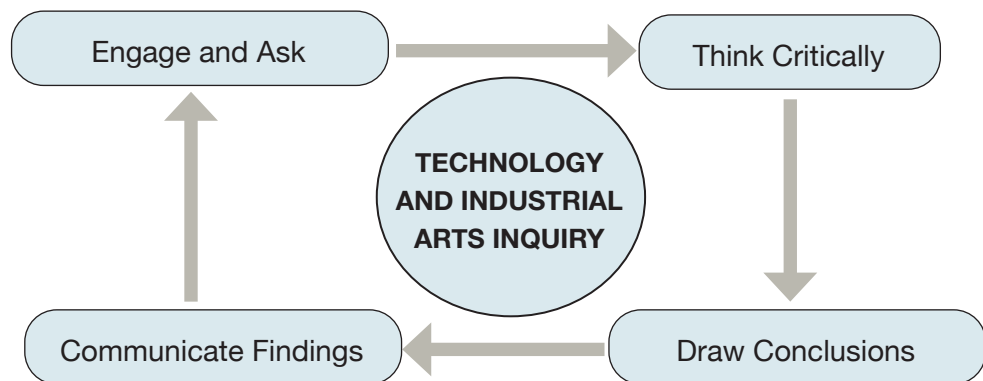 Engage and Ask
Think Critically
TECHNOLOGY
AND INDUSTRIAL
ARTS INQUIRY
Communicate Findings
Draw Conclusions